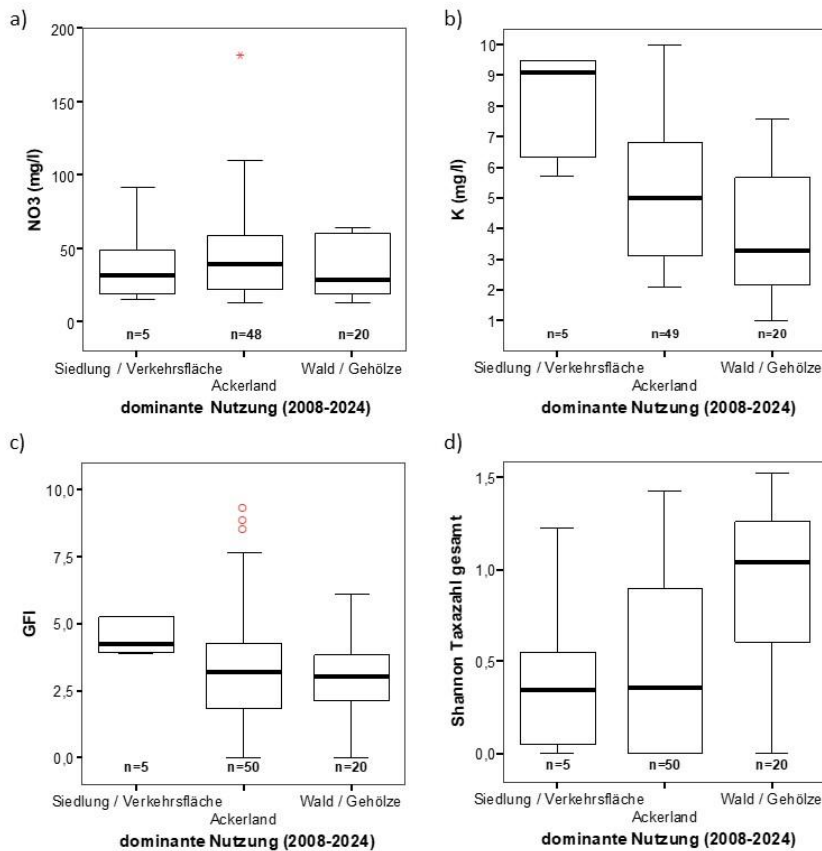 a)
200
150
100
50
0
NO3 (mg/l)
n=5 n=48 n=20
Siedlung / Verkehrsfläche Wald / Gehölze
Ackerland
dominante Nutzung (2008-2024)
b)
10
9
8
7
6
5
4
3
2
1
K (mg/l)
n=5 n=49 n=20
Siedlung / Verkehrsfläche Wald / Gehölze
Ackerland
dominante Nutzung (2008-2024)
c)
10,0
7,5
5,0
2,5
0,0
GFI
n=5 n=50 n=20
Siedlung / Verkehrsfläche Wald / Gehölze
Ackerland
dominante Nutzung (2008-2024)
d)
1,5
1,0
0,5
0,0
Shannon Taxazahl gesamt
n=5 n=50 n=20
Siedlung / Verkehrsfläche Wald / Gehölze
Ackerland
dominante Nutzung (2008-2024)